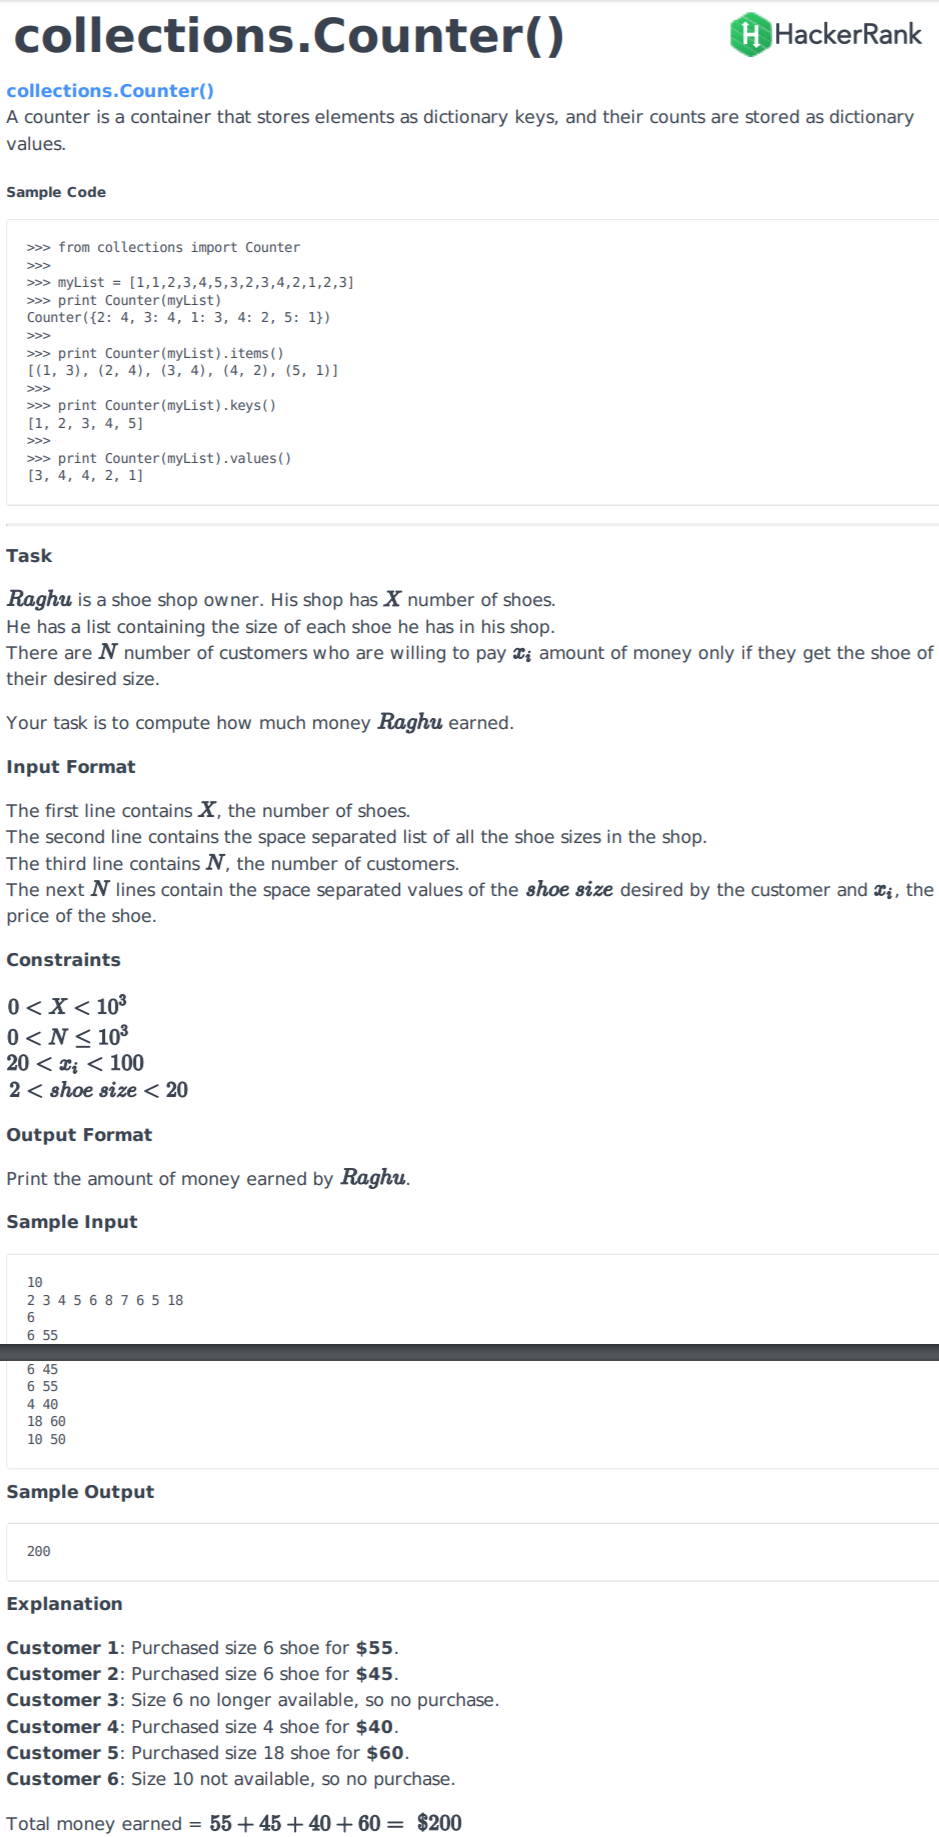 collections.Counter()
HackerRank
collections.Counter()
A counter is a container that stores elements as dictionary keys, and their counts are stored as dictionary
values.
Sample Code
>>> from collections import Counter
>>>
>>> myList = [1,1,2,3,4,5,3,2,3,4,2,1,2,3]
>>> print Counter(myList)
Counter({2: 4, 3: 4, 1: 3, 4: 2, 5: 1})
>>>
>>> print Counter(myList).items()
[(1, 3), (2, 4), (3, 4), (4, 2), (5, 1)]
>>>
>>> print Counter(myList).keys()
[1, 2, 3, 4, 5]
>>>
>>> print Counter(myList).values()
[3, 4, 4, 2, 1]
Task
Raghu is a shoe shop owner. His shop has X number of shoes.
He has a list containing the size of each shoe he has in his shop.
There are N number of customers who are willing to pay xᵢ amount of money only if they get the shoe of
their desired size.
Your task is to compute how much money Raghu earned.
Input Format
The first line contains X, the number of shoes.
The second line contains the space separated list of all the shoe sizes in the shop.
The third line contains N, the number of customers.
The next N lines contain the space separated values of the shoe size desired by the customer and xᵢ, the
price of the shoe.
Constraints
0 < X < 10³
0 < N ≤ 10³
20 < xᵢ < 100
2 < shoe size < 20
Output Format
Print the amount of money earned by Raghu.
Sample Input
10
2 3 4 5 6 8 7 6 5 18
6
6 55
6 45
6 55
4 40
18 60
10 50
Sample Output
200
Explanation
Customer 1: Purchased size 6 shoe for $55.
Customer 2: Purchased size 6 shoe for $45.
Customer 3: Size 6 no longer available, so no purchase.
Customer 4: Purchased size 4 shoe for $40.
Customer 5: Purchased size 18 shoe for $60.
Customer 6: Size 10 not available, so no purchase.
Total money earned = 55 + 45 + 40 + 60 = $200